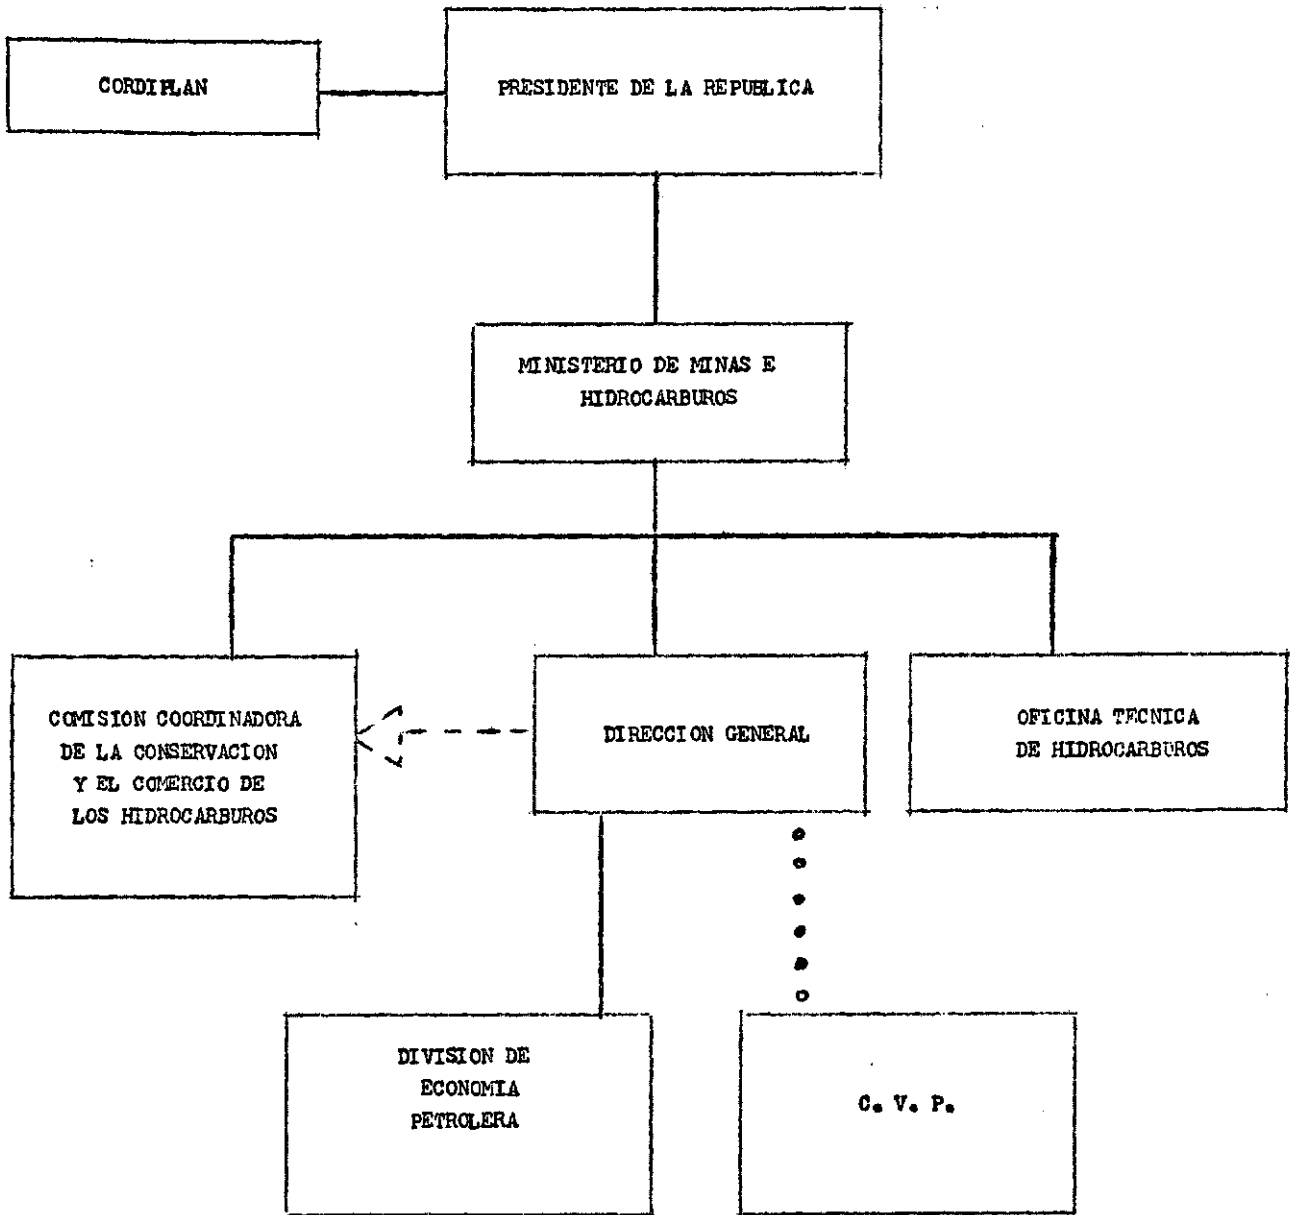 CORDIPLAN
PRESIDENTE DE LA REPUBLICA
MINISTERIO DE MINAS E
HIDROCARBUROS
COMISION COORDINADORA
DE LA CONSERVACION
Y EL COMERCIO DE
LOS HIDROCARBUROS
DIRECCION GENERAL
OFICINA TECNICA
DE HIDROCARBUROS
DIVISION DE
ECONOMIA
PETROLERA
C. V. P.